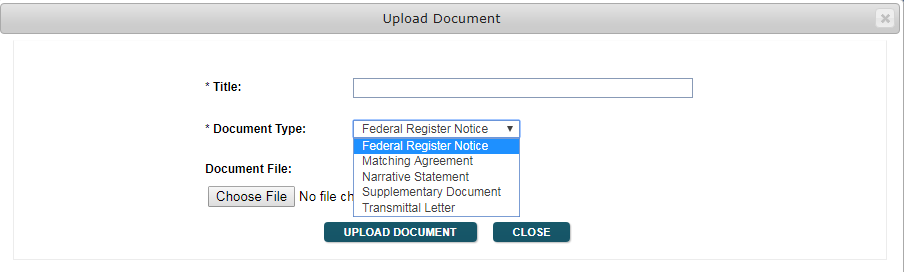 Upload Document
* Title:
* Document Type: Federal Register Notice
Federal Register Notice
Matching Agreement
Narrative Statement
Supplementary Document
Transmittal Letter
Document File:
Choose File No file ch
UPLOAD DOCUMENT CLOSE